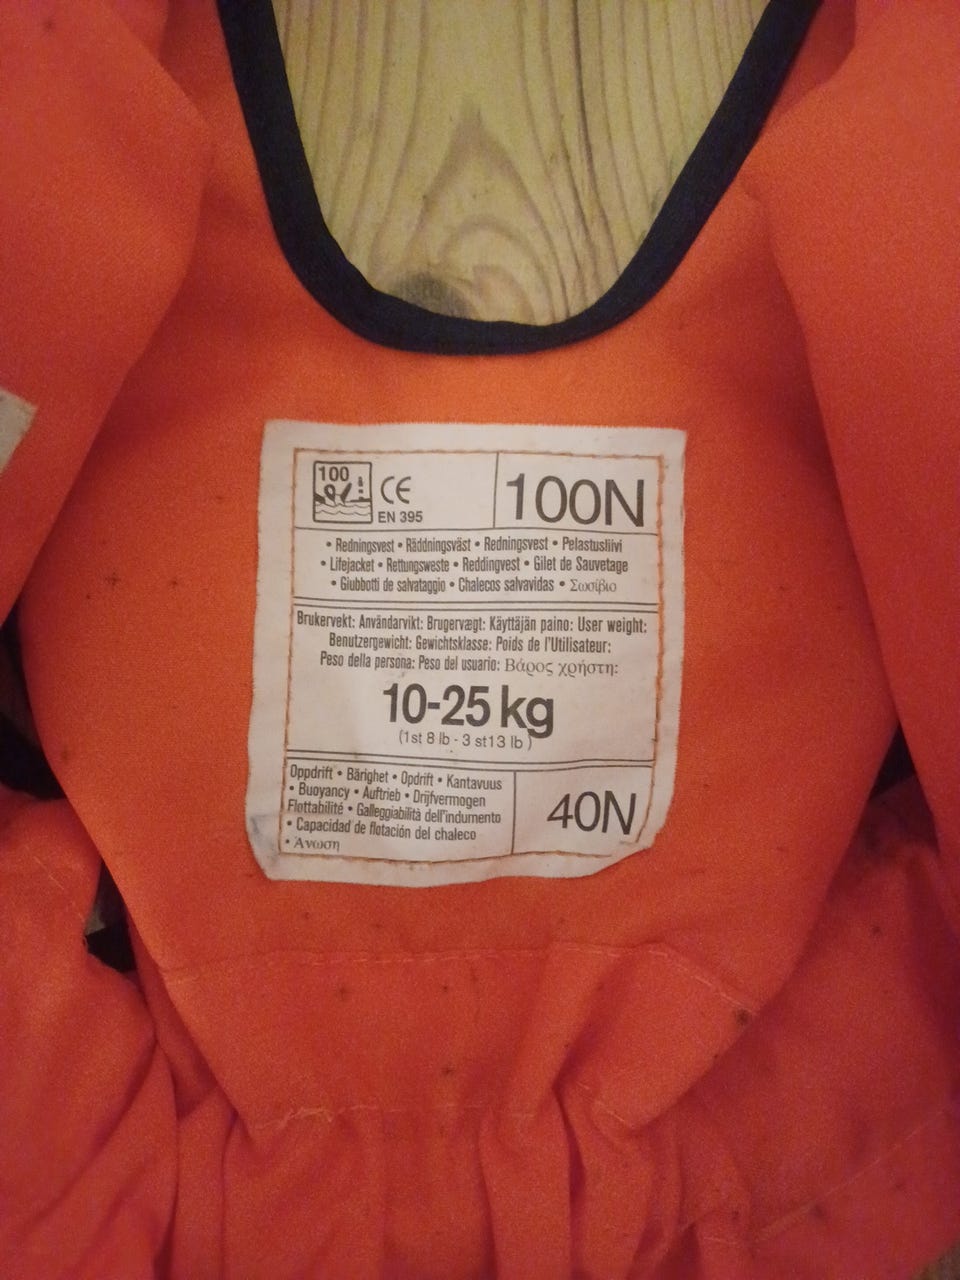 100
CE
EN 395
100N
• Redningsvest • Räddningsväst • Redningsvest • Pelastusliivi
• Lifejacket • Rettungsweste • Reddingvest • Gilet de Sauvetage
• Giubbotti de salvataggio • Chalecos salvavidas • Σωσίβιο
Brukervekt: Användarvikt: Brugervægt: Käyttäjän paino: User weight:
Benutzergewicht: Gewichtsklasse: Poids de l'Utilisateur:
Peso della persona: Peso del usuario: Βάρος χρήστη:
10-25 kg
(1st 8 lb - 3 st13 lb )
Oppdrift • Bärighet • Opdrift • Kantavuus
• Buoyancy • Auftrieb • Drijfvermogen
Flottabilité • Galleggiabilità dell'indumento
• Capacidad de flotación del chaleco
• Άνωση
40N